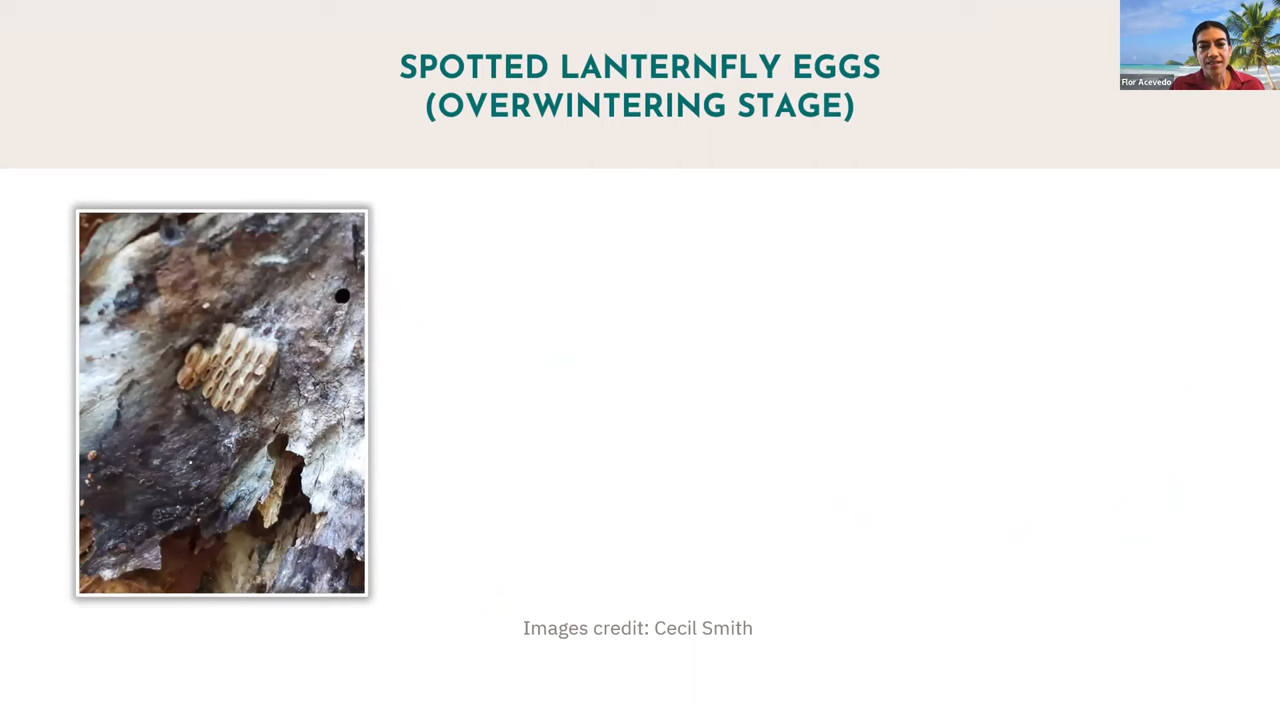 SPOTTED LANTERNFLY EGGS
(OVERWINTERING STAGE)
Flor Acevedo
Images credit: Cecil Smith